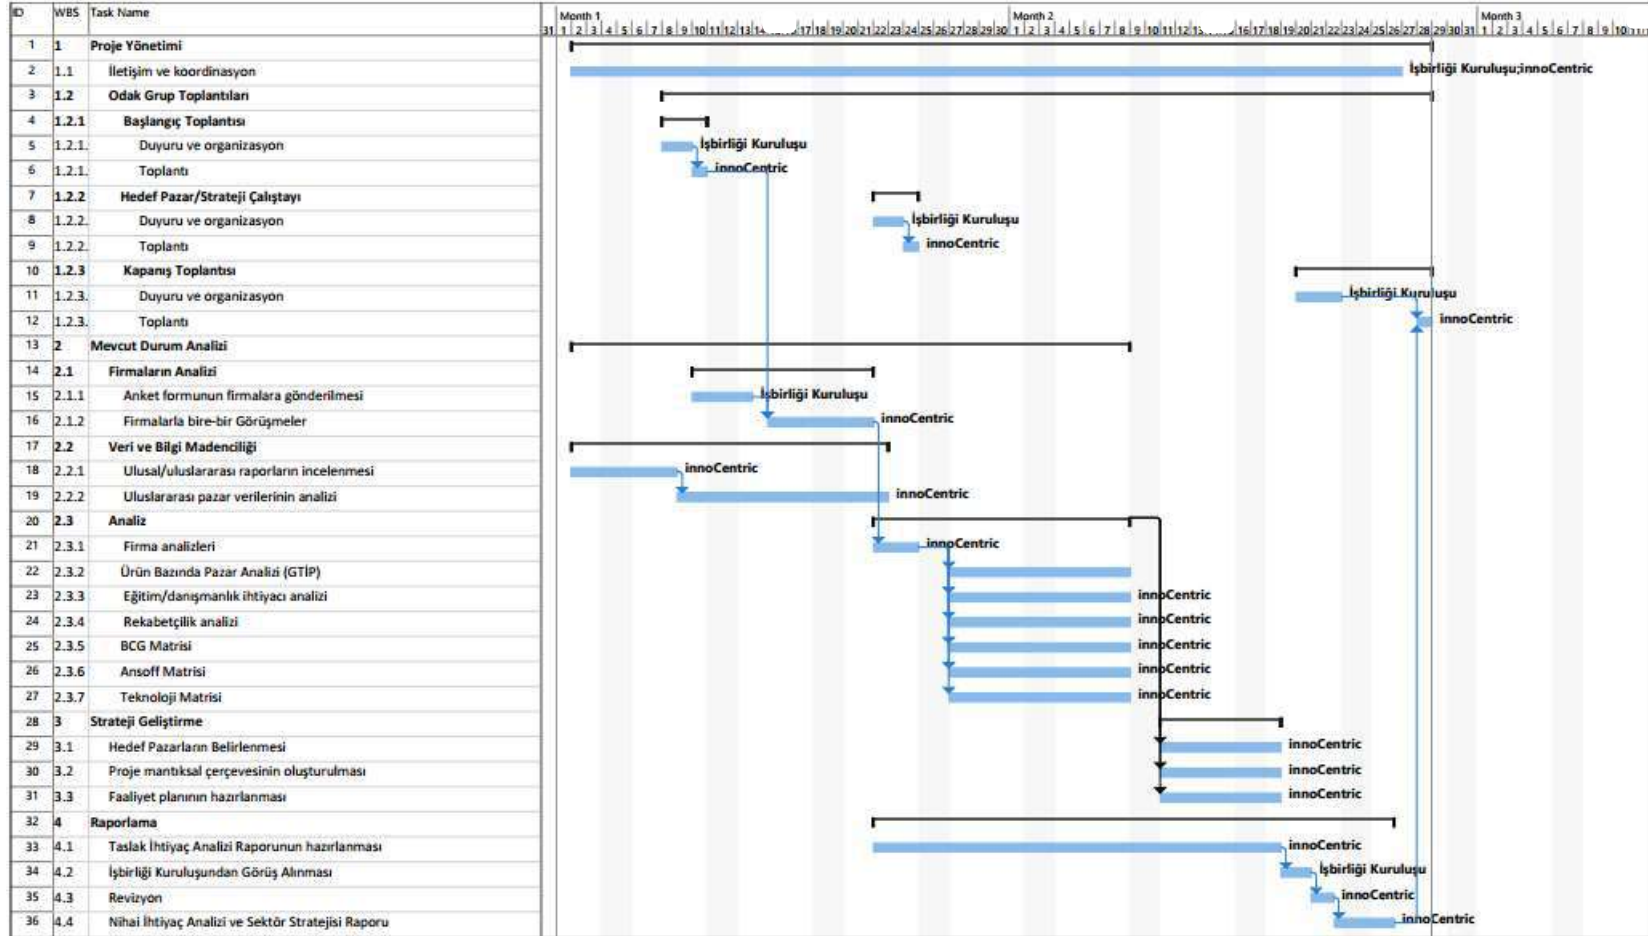 ID WBS Task Name
Month 1 Month 2 Month 3
31 1 2 3 4 5 6 7 8 9 10 11 12 13 14 17 18 19 20 21 22 23 24 25 26 27 28 29 30 1 2 3 4 5 6 7 8 9 10 11 12 13 16 17 18 19 20 21 22 23 24 25 26 27 28 29 30 31 1 2 3 4 5 6 7 8 9 10
1 1 Proje Yönetimi
2 1.1 İletişim ve koordinasyon İşbirliği Kuruluşu;innoCentric
3 1.2 Odak Grup Toplantıları
4 1.2.1 Başlangıç Toplantısı
5 1.2.1. Duyuru ve organizasyon İşbirliği Kuruluşu
6 1.2.1. Toplantı innoCentric
7 1.2.2 Hedef Pazar/Strateji Çalıştayı
8 1.2.2. Duyuru ve organizasyon İşbirliği Kuruluşu
9 1.2.2. Toplantı innoCentric
10 1.2.3 Kapanış Toplantısı
11 1.2.3. Duyuru ve organizasyon İşbirliği Kuruluşu
12 1.2.3. Toplantı innoCentric
13 2 Mevcut Durum Analizi
14 2.1 Firmaların Analizi
15 2.1.1 Anket formunun firmalara gönderilmesi İşbirliği Kuruluşu
16 2.1.2 Firmalarla bire-bir Görüşmeler innoCentric
17 2.2 Veri ve Bilgi Madenciliği
18 2.2.1 Ulusal/uluslararası raporların incelenmesi innoCentric
19 2.2.2 Uluslararası pazar verilerinin analizi innoCentric
20 2.3 Analiz
21 2.3.1 Firma analizleri innoCentric
22 2.3.2 Ürün Bazında Pazar Analizi (GTİP)
23 2.3.3 Eğitim/danışmanlık ihtiyacı analizi innoCentric
24 2.3.4 Rekabetçilik analizi innoCentric
25 2.3.5 BCG Matrisi innoCentric
26 2.3.6 Ansoff Matrisi innoCentric
27 2.3.7 Teknoloji Matrisi innoCentric
28 3 Strateji Geliştirme
29 3.1 Hedef Pazarların Belirlenmesi innoCentric
30 3.2 Proje mantıksal çerçevesinin oluşturulması innoCentric
31 3.3 Faaliyet planının hazırlanması innoCentric
32 4 Raporlama
33 4.1 Taslak İhtiyaç Analizi Raporunun hazırlanması innoCentric
34 4.2 İşbirliği Kuruluşundan Görüş Alınması İşbirliği Kuruluşu
35 4.3 Revizyon innoCentric
36 4.4 Nihai İhtiyaç Analizi ve Sektör Stratejisi Raporu innoCentric